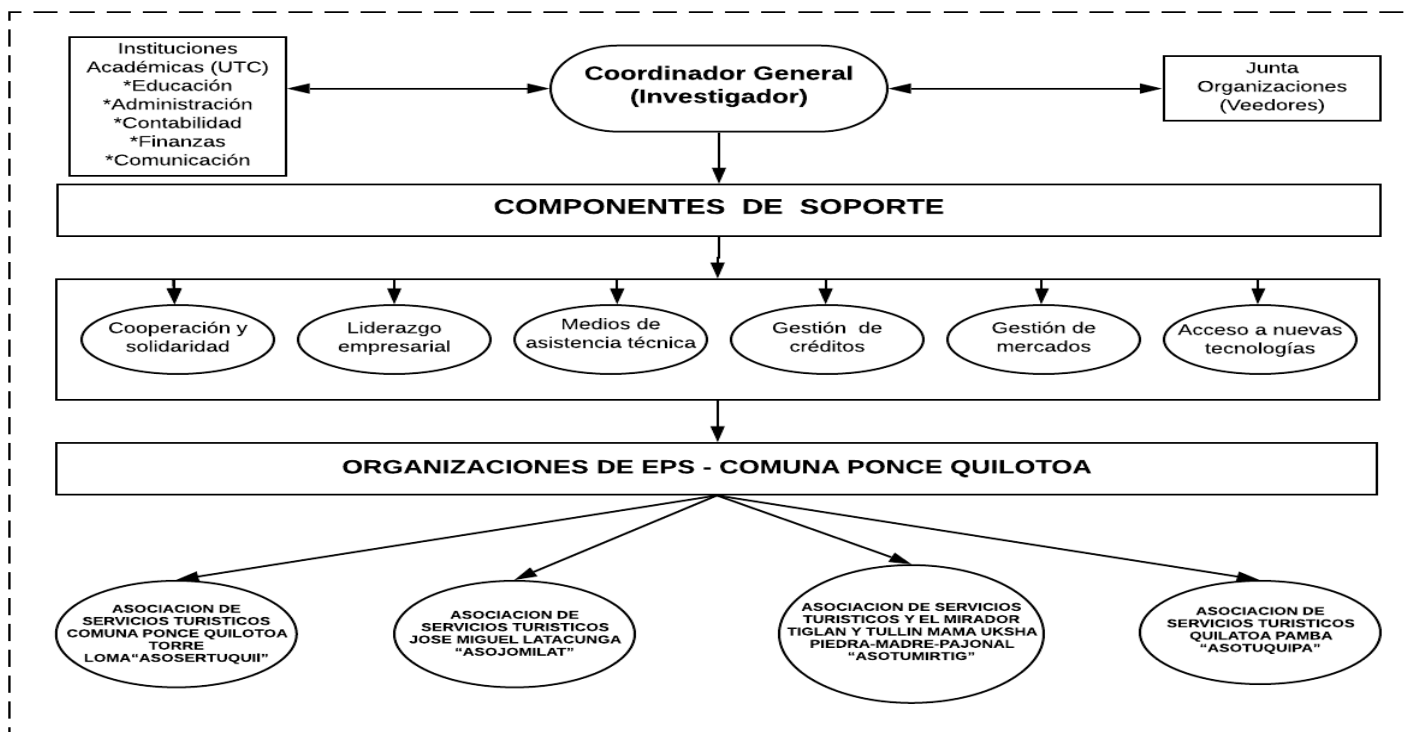 Instituciones
Académicas (UTC)
*Educación
*Administración
*Contabilidad
*Finanzas
*Comunicación
Coordinador General
(Investigador)
Junta
Organizaciones
(Veedores)
COMPONENTES DE SOPORTE
Cooperación y
solidaridad
Liderazgo
empresarial
Medios de
asistencia técnica
Gestión de
créditos
Gestión de
mercados
Acceso a nuevas
tecnologías
ORGANIZACIONES DE EPS - COMUNA PONCE QUILOTOA
ASOCIACION DE
SERVICIOS TURISTICOS
COMUNA PONCE QUILOTOA
TORRE
LOMA“ASOSERTUQUIl”
ASOCIACION DE
SERVICIOS TURISTICOS
JOSE MIGUEL LATACUNGA
“ASOJOMILAT”
ASOCIACION DE SERVICIOS
TURISTICOS Y EL MIRADOR
TIGLAN Y TULLIN MAMA UKSHA
PIEDRA-MADRE-PAJONAL
“ASOTUMIRTIG”
ASOCIACION DE
SERVICIOS TURISTICOS
QUILATOA PAMBA
“ASOTUQUIPA”